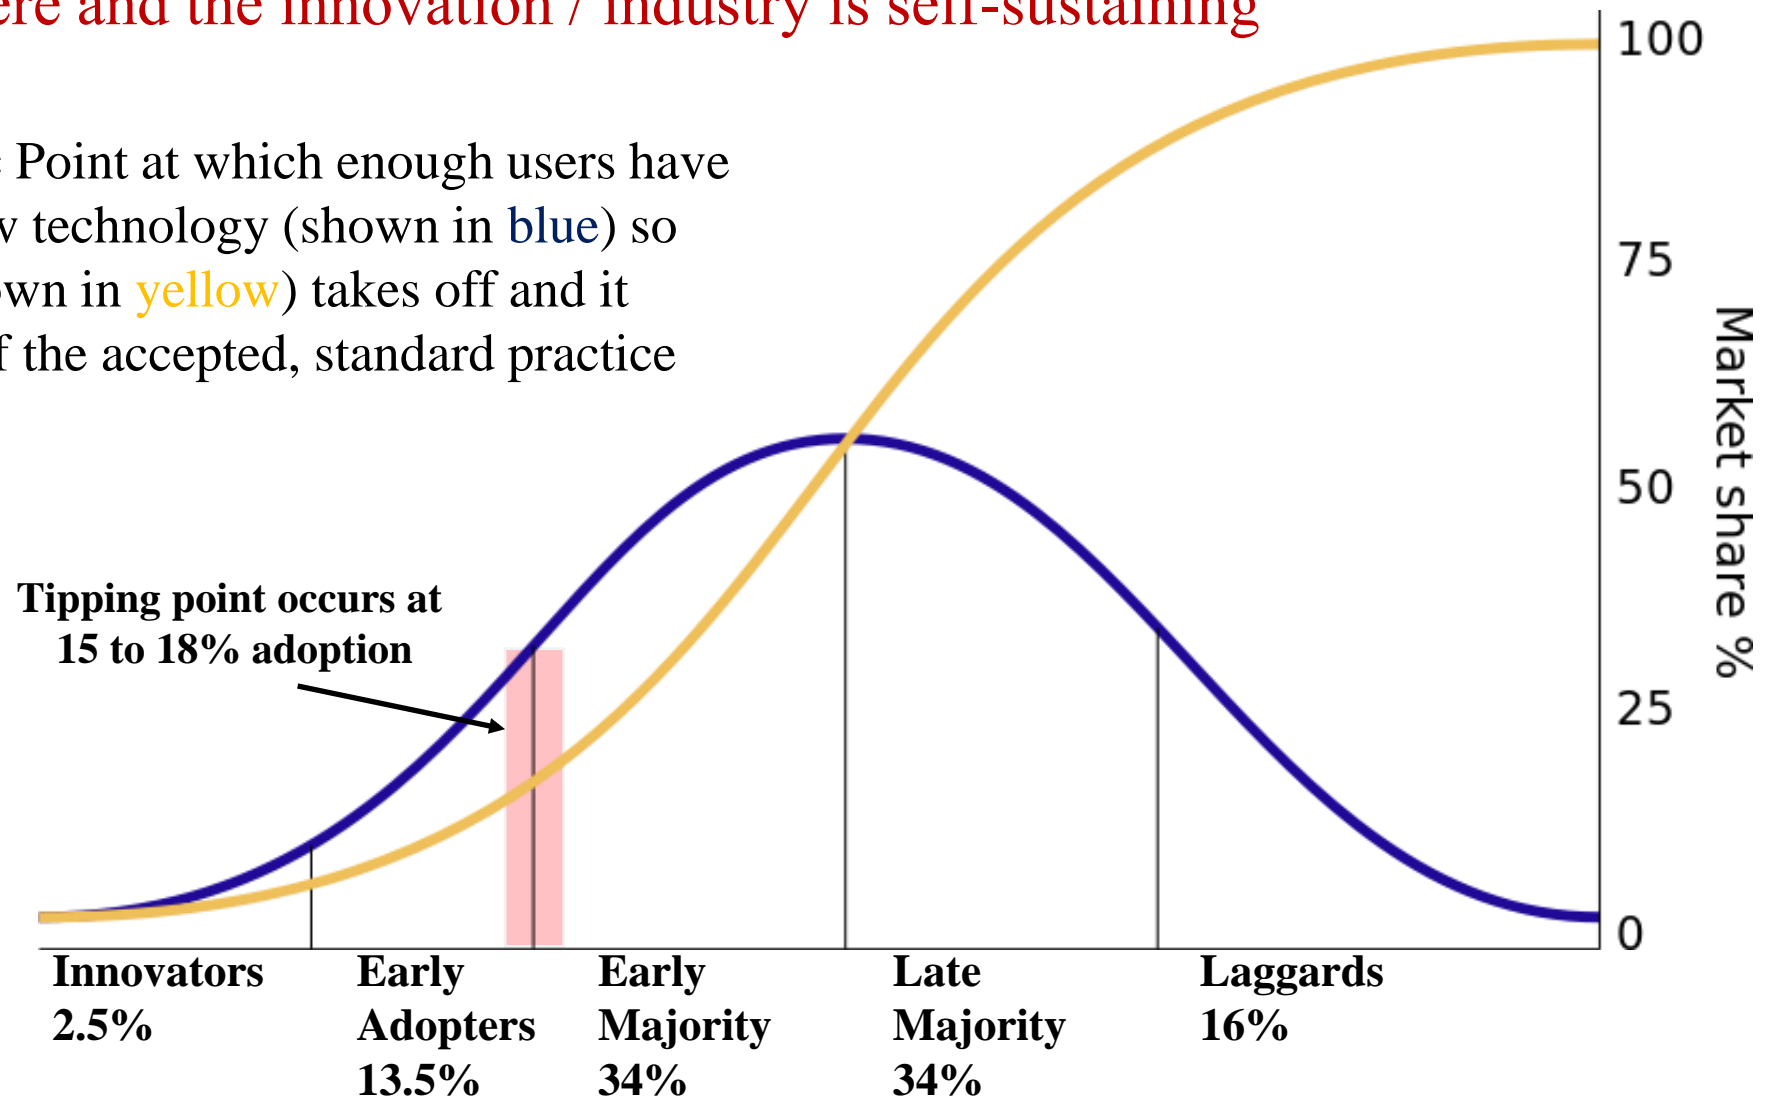 ere and the innovation / industry is self-sustaining
Point at which enough users have
w technology (shown in blue) so
own in yellow) takes off and it
f the accepted, standard practice
Tipping point occurs at
15 to 18% adoption
100
75
50
25
0
Market share %
Innovators
2.5%
Early
Adopters
13.5%
Early
Majority
34%
Late
Majority
34%
Laggards
16%